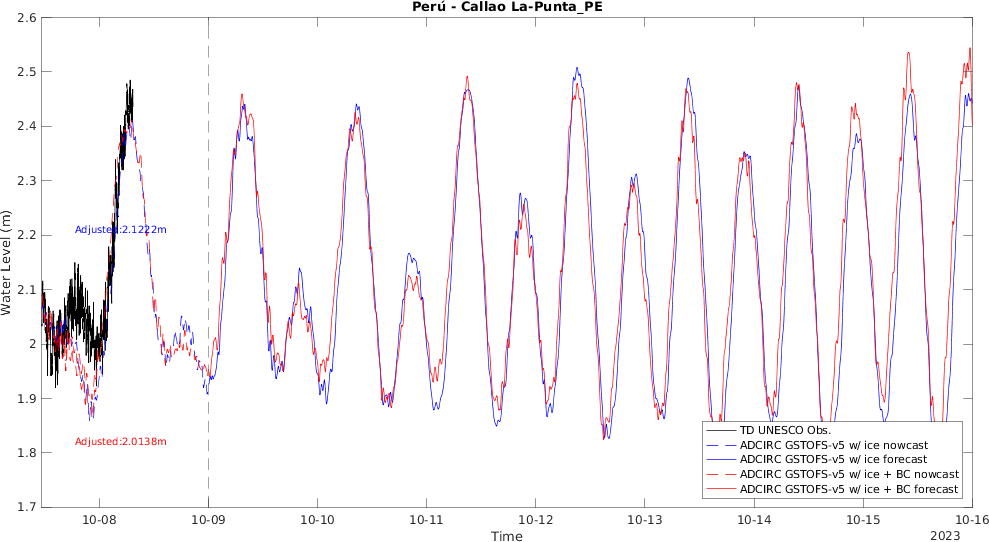 Perú - Callao La-Punta_PE
2.6
2.5
2.4
2.3
2.2
2.1
2
1.9
1.8
1.7
Water Level (m)
Adjusted:2.1222m
Adjusted:2.0138m
TD UNESCO Obs.
ADCIRC GSTOFS-v5 w/ ice nowcast
ADCIRC GSTOFS-v5 w/ ice forecast
ADCIRC GSTOFS-v5 w/ ice + BC nowcast
ADCIRC GSTOFS-v5 w/ ice + BC forecast
10-08 10-09 10-10 10-11 10-12 10-13 10-14 10-15 10-16
Time
2023